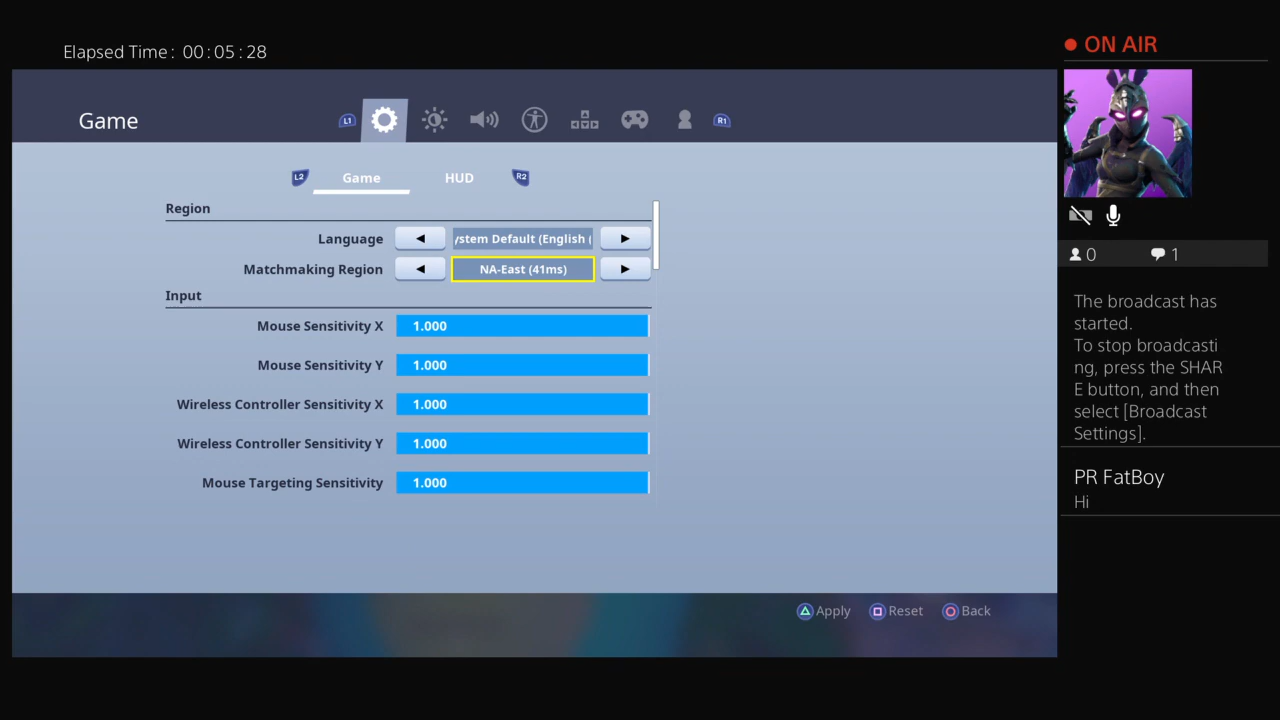 Elapsed Time: 00:05:28
ON AIR
Game
L1
R1
L2
Game
HUD
R2
Region
Language
ystem Default (English (
Matchmaking Region
NA-East (41ms)
Input
Mouse Sensitivity X
1.000
Mouse Sensitivity Y
1.000
Wireless Controller Sensitivity X
1.000
Wireless Controller Sensitivity Y
1.000
Mouse Targeting Sensitivity
1.000
Apply
Reset
Back
0
1
The broadcast has
started.
To stop broadcasti
ng, press the SHAR
E button, and then
select [Broadcast
Settings].
PR FatBoy
Hi